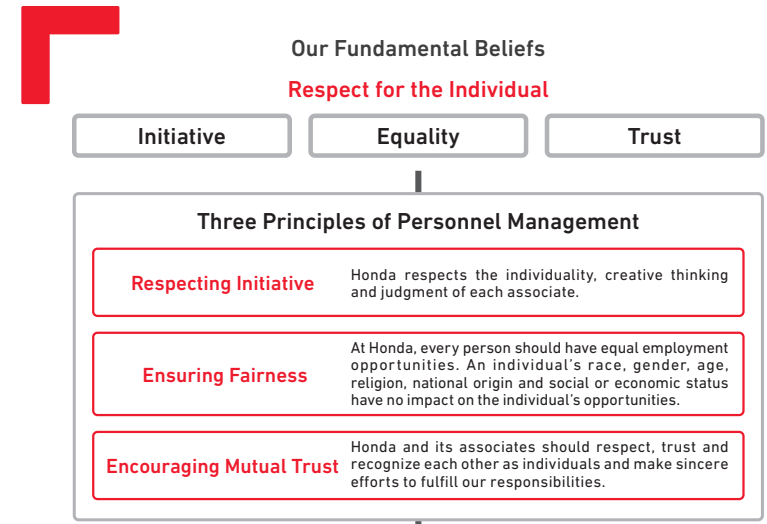 Our Fundamental Beliefs
Respect for the Individual
Initiative
Equality
Trust
Three Principles of Personnel Management
Respecting Initiative
Honda respects the individuality, creative thinking
and judgment of each associate.
Ensuring Fairness
At Honda, every person should have equal employment
opportunities. An individual's race, gender, age,
religion, national origin and social or economic status
have no impact on the individual's opportunities.
Encouraging Mutual Trust
Honda and its associates should respect, trust and
recognize each other as individuals and make sincere
efforts to fulfill our responsibilities.